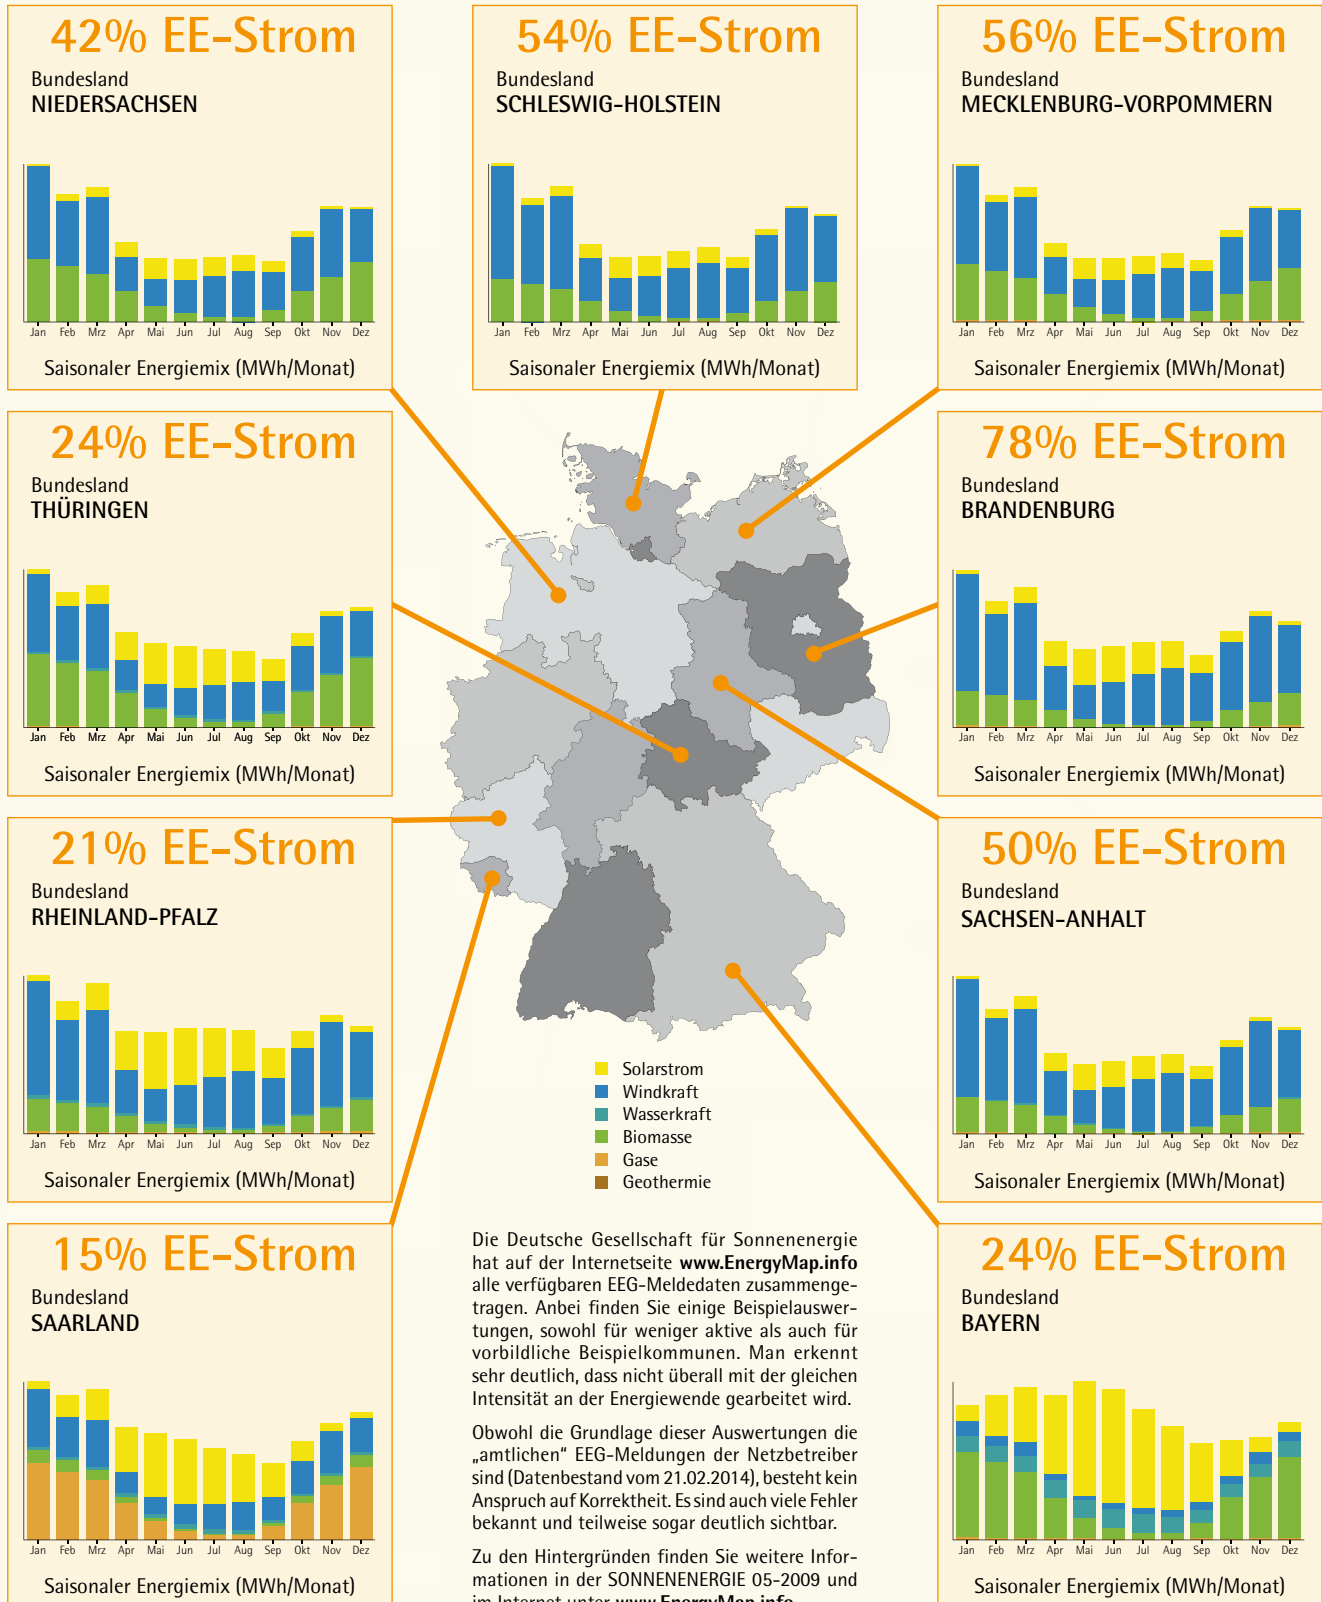 42% EE-Strom
Bundesland
NIEDERSACHSEN
Jan Feb Mrz Apr Mai Jun Jul Aug Sep Okt Nov Dez
Saisonaler Energiemix (MWh/Monat)
54% EE-Strom
Bundesland
SCHLESWIG-HOLSTEIN
Jan Feb Mrz Apr Mai Jun Jul Aug Sep Okt Nov Dez
Saisonaler Energiemix (MWh/Monat)
56% EE-Strom
Bundesland
MECKLENBURG-VORPOMMERN
Jan Feb Mrz Apr Mai Jun Jul Aug Sep Okt Nov Dez
Saisonaler Energiemix (MWh/Monat)
24% EE-Strom
Bundesland
THÜRINGEN
Jan Feb Mrz Apr Mai Jun Jul Aug Sep Okt Nov Dez
Saisonaler Energiemix (MWh/Monat)
78% EE-Strom
Bundesland
BRANDENBURG
Jan Feb Mrz Apr Mai Jun Jul Aug Sep Okt Nov Dez
Saisonaler Energiemix (MWh/Monat)
21% EE-Strom
Bundesland
RHEINLAND-PFALZ
Jan Feb Mrz Apr Mai Jun Jul Aug Sep Okt Nov Dez
Saisonaler Energiemix (MWh/Monat)
50% EE-Strom
Bundesland
SACHSEN-ANHALT
Jan Feb Mrz Apr Mai Jun Jul Aug Sep Okt Nov Dez
Saisonaler Energiemix (MWh/Monat)
Solarstrom
Windkraft
Wasserkraft
Biomasse
Gase
Geothermie
15% EE-Strom
Bundesland
SAARLAND
Jan Feb Mrz Apr Mai Jun Jul Aug Sep Okt Nov Dez
Saisonaler Energiemix (MWh/Monat)
Die Deutsche Gesellschaft für Sonnenenergie
hat auf der Internetseite www.EnergyMap.info
alle verfügbaren EEG-Meldedaten zusammenge-
tragen. Anbei finden Sie einige Beispielauswer-
tungen, sowohl für weniger aktive als auch für
vorbildliche Beispielkommunen. Man erkennt
sehr deutlich, dass nicht überall mit der gleichen
Intensität an der Energiewende gearbeitet wird.
Obwohl die Grundlage dieser Auswertungen die
„amtlichen" EEG-Meldungen der Netzbetreiber
sind (Datenbestand vom 21.02.2014), besteht kein
Anspruch auf Korrektheit. Es sind auch viele Fehler
bekannt und teilweise sogar deutlich sichtbar.
Zu den Hintergründen finden Sie weitere Infor-
mationen in der SONNENENERGIE 05-2009 und
im Internet unter www.EnergyMap.info
24% EE-Strom
Bundesland
BAYERN
Jan Feb Mrz Apr Mai Jun Jul Aug Sep Okt Nov Dez
Saisonaler Energiemix (MWh/Monat)